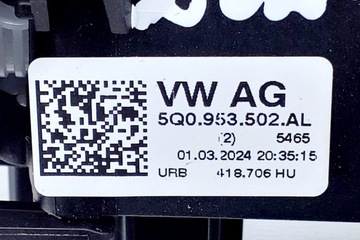 VW AG
5Q0.953.502.AL
(2) 5465
01.03.2024 20:35:15
URB 418.706 HU